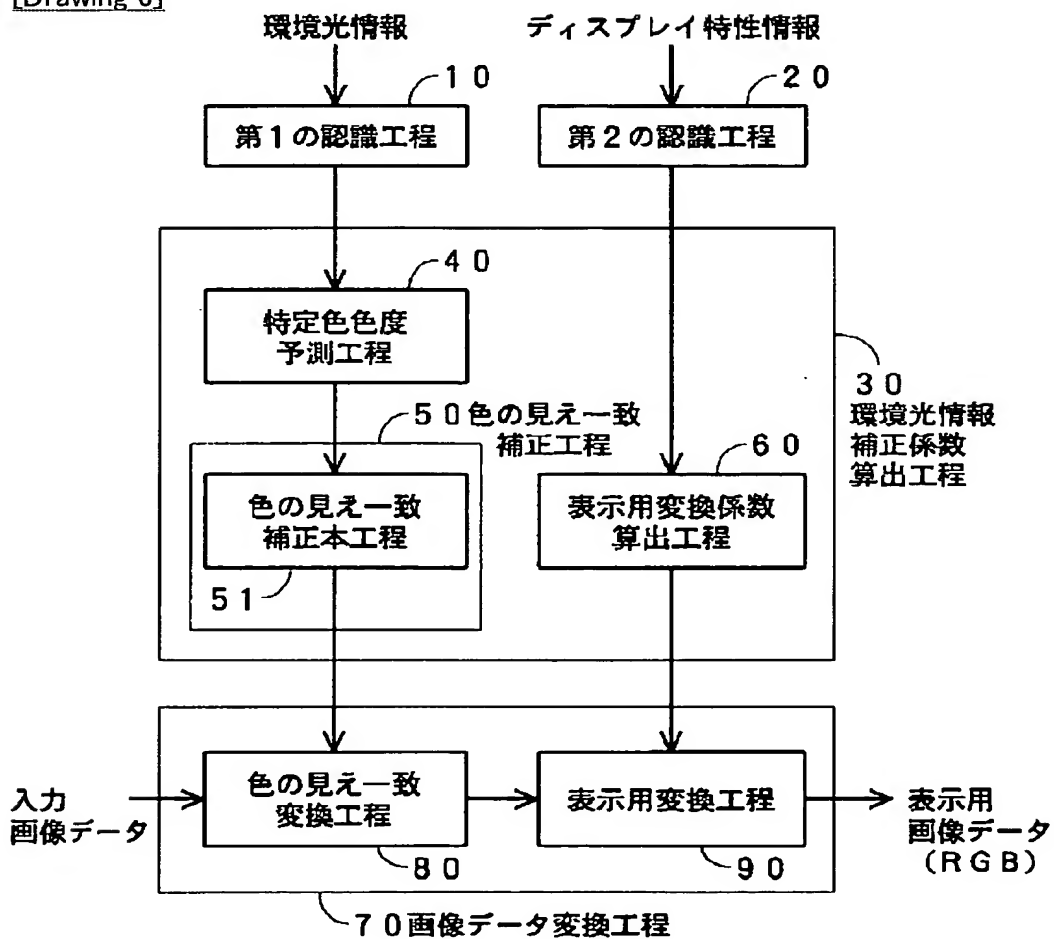 [Drawing 6]
環境光情報
ディスプレイ特性情報
10
20
第1の認識工程
第2の認識工程
40
特定色色度
予測工程
30
環境光情報
補正係数
算出工程
50色の見え一致
補正工程
60
色の見え一致
補正本工程
表示用変換係数
算出工程
51
入力
画像データ
色の見え一致
変換工程
表示用変換工程
表示用
画像データ
(RGB)
80
90
70画像データ変換工程